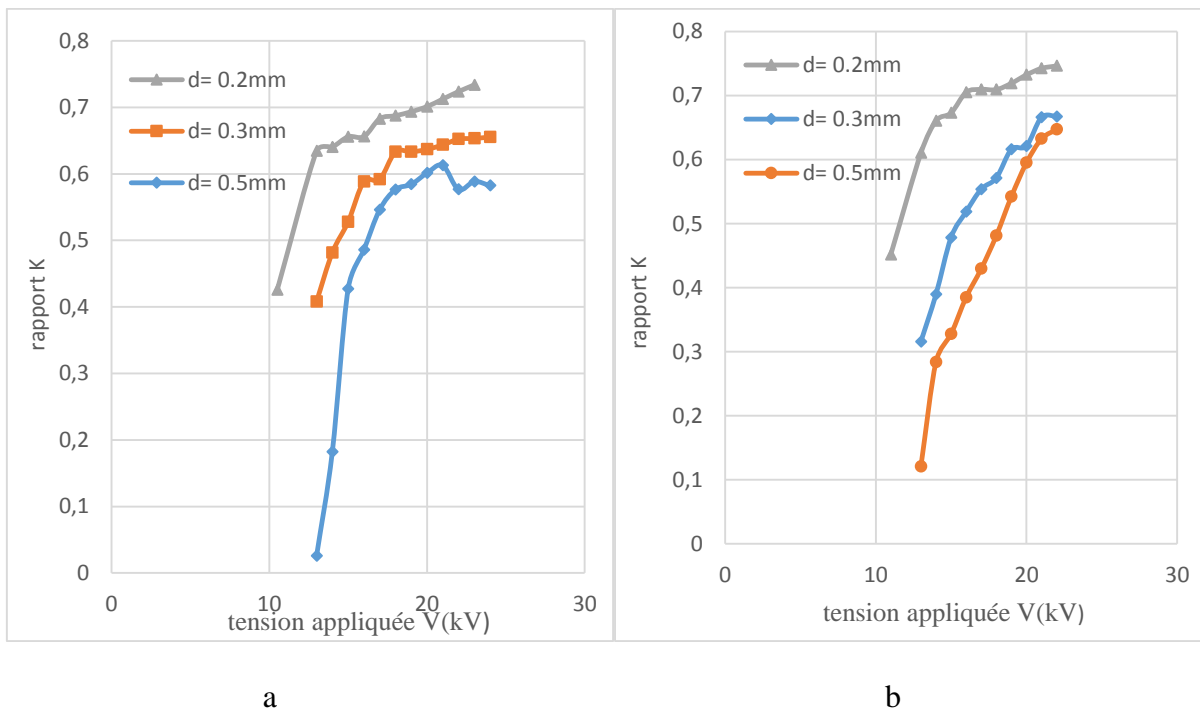 0,8
0,7
0,6
0,5
0,4
0,3
0,2
0,1
0
rapport K
d= 0.2mm
d= 0.3mm
d= 0.5mm
0 10 20 30
tension appliquée V(kV)
a
0,8
0,7
0,6
0,5
0,4
0,3
0,2
0,1
0
rapport K
d= 0.2mm
d= 0.3mm
d= 0.5mm
0 10 20 30
tension appliquée V(kV)
b